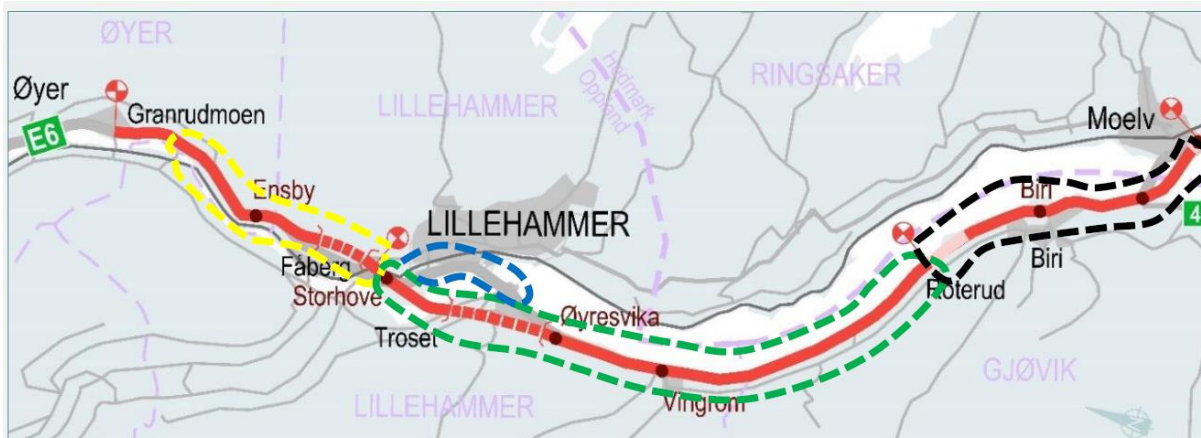 ØYER
Øyer
E6
Granrudmoen
Ensby
Fåberg
Storhove
Troset
LILLEHAMMER
LILLEHAMMER
LILLEHAMMER
Øyresvika
Vingrom
Hedmark
Oppland
RINGSAKER
Moelv
Biri
Biri
Roterud
GJØVIK
4